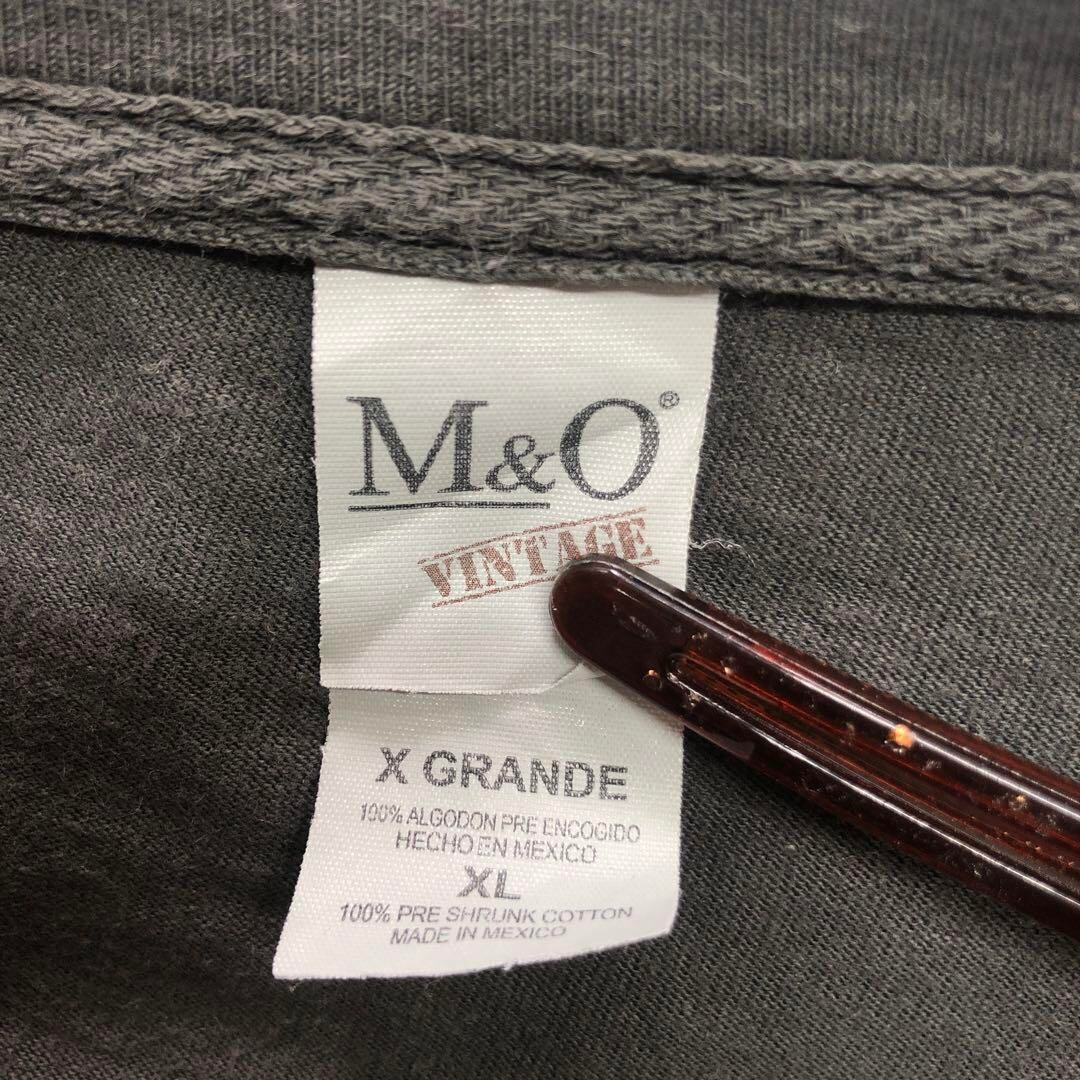 M&O®
VINTAGE
X GRANDE
100% ALGODON PRE ENCOGIDO
HECHO EN MEXICO
XL
100% PRE SHRUNK COTTON
MADE IN MEXICO